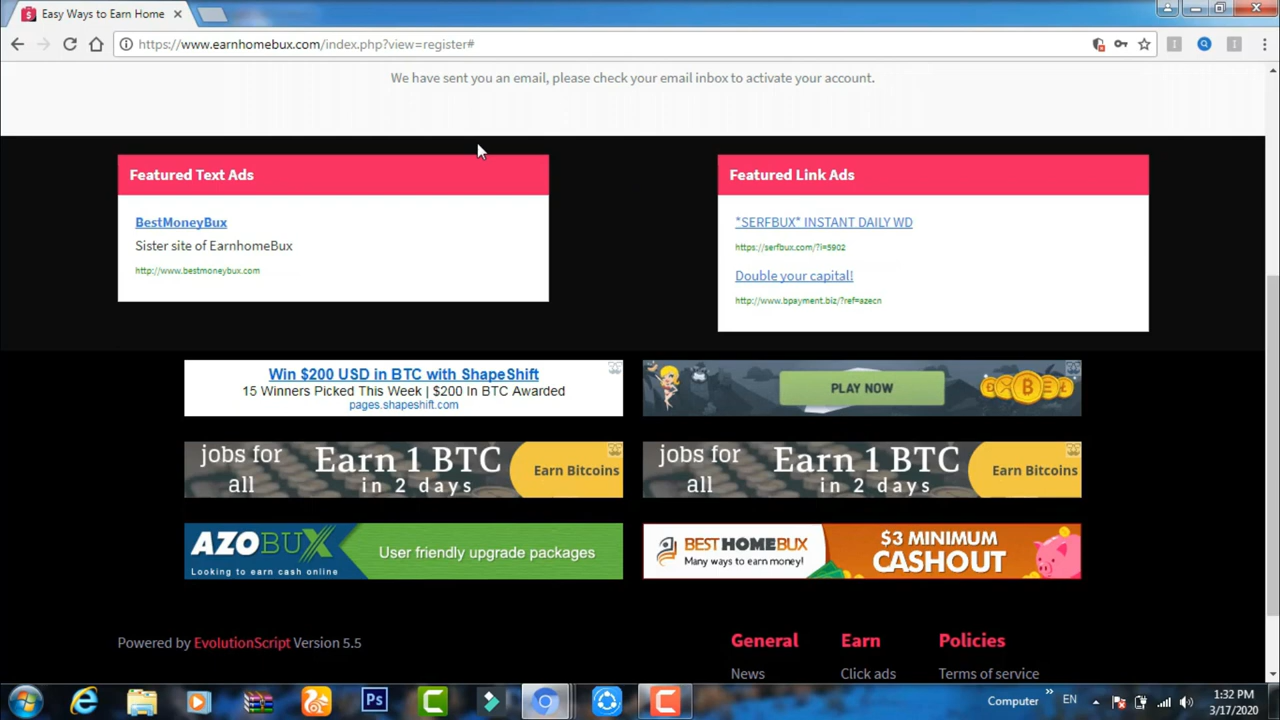 Easy Ways to Earn Home
https://www.earnhomebux.com/index.php?view=register#
We have sent you an email, please check your email inbox to activate your account.
Featured Text Ads
BestMoneyBux
Sister site of EarnhomeBux
http://www.bestmoneybux.com
Featured Link Ads
*SERFBUX* INSTANT DAILY WD
https://serfbux.com/?i=5902
Double your capital!
http://www.bpayment.biz/?ref=azecn
Win $200 USD in BTC with ShapeShift
15 Winners Picked This Week | $200 In BTC Awarded
pages.shapeshift.com
PLAY NOW
jobs for
all
Earn 1 BTC
in 2 days
Earn Bitcoins
jobs for
all
Earn 1 BTC
in 2 days
Earn Bitcoins
AZOBUX
Looking to earn cash online
User friendly upgrade packages
BESTHOMEBUX
Many ways to earn money!
$3 MINIMUM
CASHOUT
Powered by EvolutionScript Version 5.5
General
News
Earn
Click ads
Policies
Terms of service
Ps
Computer
EN
1:32 PM
3/17/2020